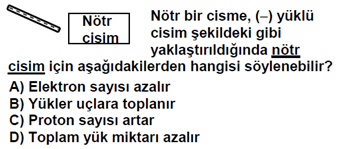 Nötr
cisim
Nötr bir cisme, (–) yüklü
cisim şekildeki gibi
yaklaştırıldığında nötr
cisim için aşağıdakilerden hangisi söylenebilir?
A) Elektron sayısı azalır
B) Yükler uçlara toplanır
C) Proton sayısı artar
D) Toplam yük miktarı azalır